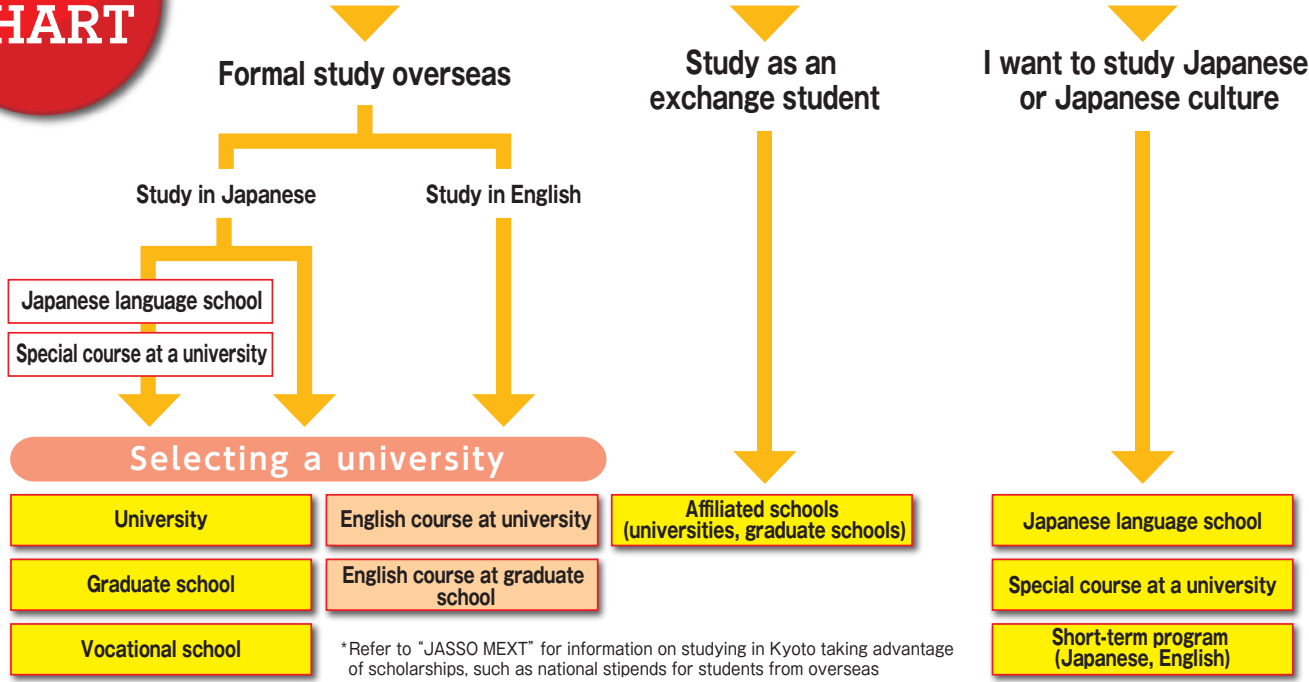 HART
Formal study overseas
Study as an
exchange student
I want to study Japanese
or Japanese culture
Study in Japanese
Study in English
Japanese language school
Special course at a university
Selecting a university
University
Graduate school
Vocational school
English course at university
English course at graduate
school
Affiliated schools
(universities, graduate schools)
Japanese language school
Special course at a university
Short-term program
(Japanese, English)
*Refer to “JASSO MEXT” for information on studying in Kyoto taking advantage
of scholarships, such as national stipends for students from overseas